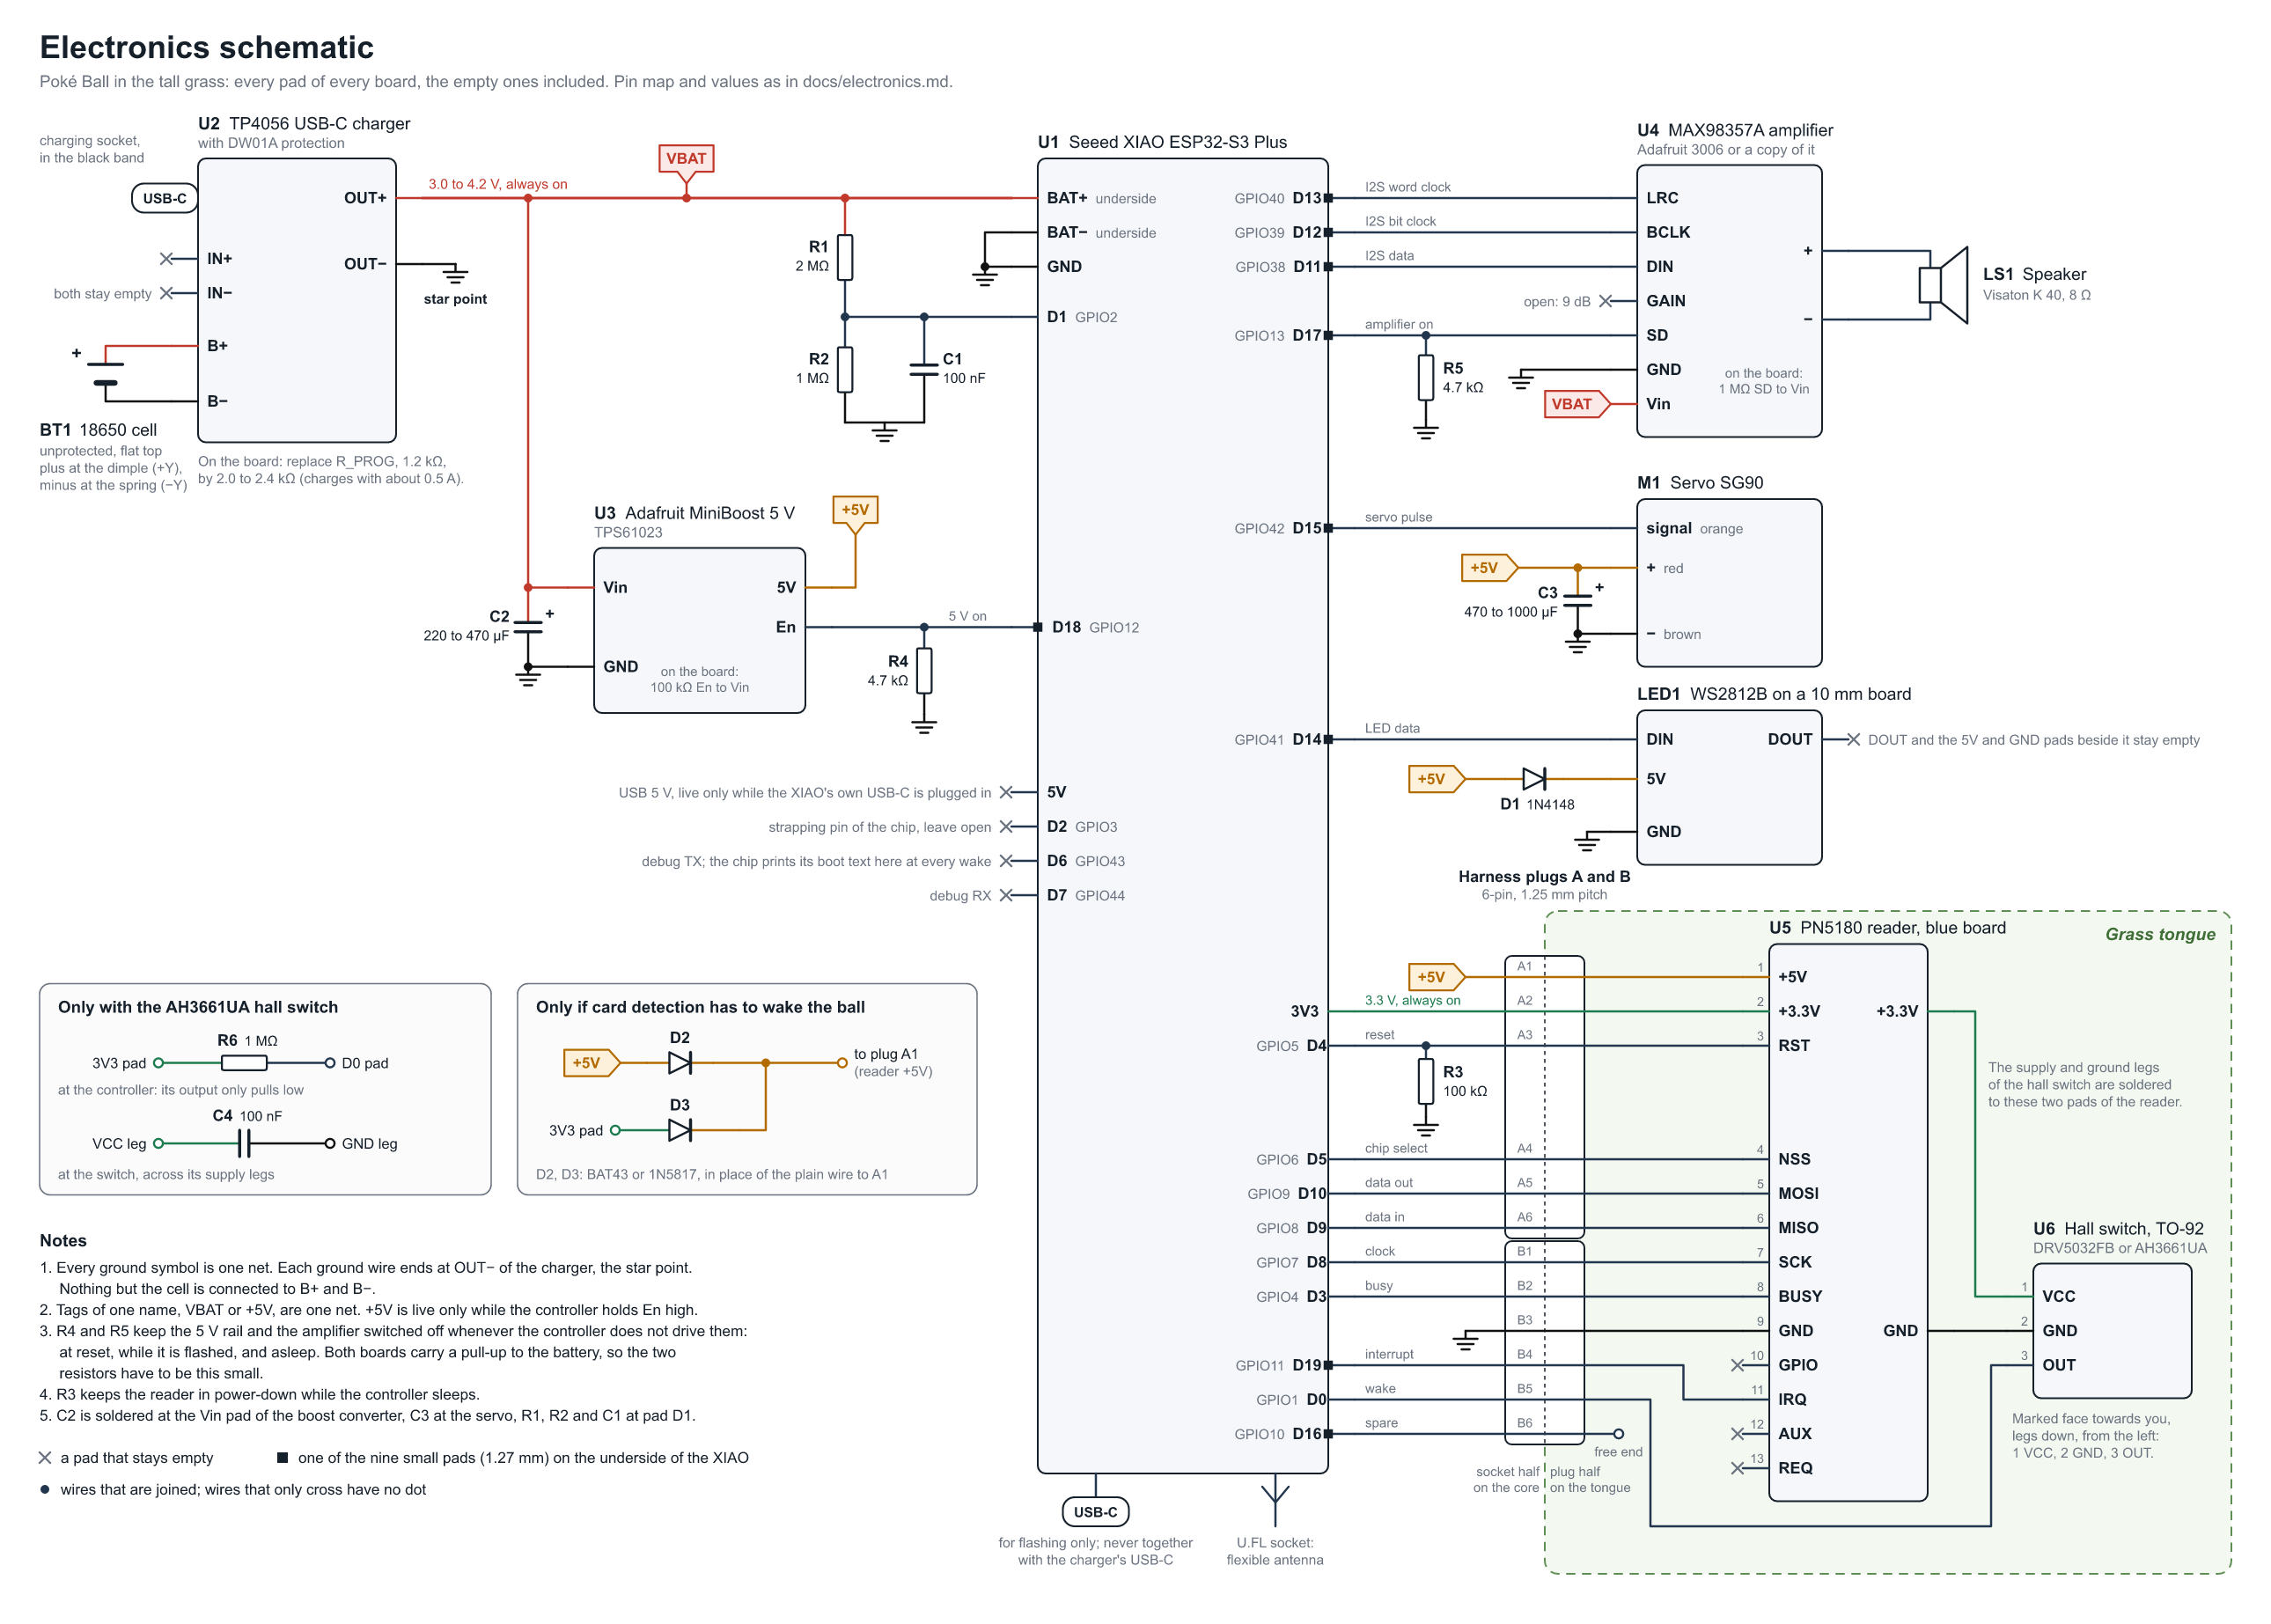 Electronics schematic
Poké Ball in the tall grass: every pad of every board, the empty ones included. Pin map and values as in docs/electronics.md.
U2 TP4056 USB-C charger
with DW01A protection
charging socket,
in the black band
USB-C
OUT+
IN+
OUT−
both stay empty
IN−
star point
+
B+
B−
BT1 18650 cell
unprotected, flat top
plus at the dimple (+Y),
minus at the spring (−Y)
On the board: replace R_PROG, 1.2 kΩ,
by 2.0 to 2.4 kΩ (charges with about 0.5 A).
3.0 to 4.2 V, always on
VBAT
R1
2 MΩ
R2
1 MΩ
C1
100 nF
U3 Adafruit MiniBoost 5 V
TPS61023
+5V
Vin
5V
En
GND
on the board:
100 kΩ En to Vin
C2
+
220 to 470 µF
5 V on
R4
4.7 kΩ
U1 Seeed XIAO ESP32-S3 Plus
BAT+ underside
BAT− underside
GND
D1 GPIO2
D18 GPIO12
USB 5 V, live only while the XIAO's own USB-C is plugged in
5V
strapping pin of the chip, leave open
D2 GPIO3
debug TX; the chip prints its boot text here at every wake
D6 GPIO43
debug RX
D7 GPIO44
GPIO40 D13
GPIO39 D12
GPIO38 D11
GPIO13 D17
GPIO42 D15
GPIO41 D14
3V3
GPIO5 D4
GPIO6 D5
GPIO9 D10
GPIO8 D9
GPIO7 D8
GPIO4 D3
GPIO11 D19
GPIO1 D0
GPIO10 D16
USB-C
for flashing only; never together
with the charger's USB-C
U.FL socket:
flexible antenna
I2S word clock
I2S bit clock
I2S data
open: 9 dB
amplifier on
R5
4.7 kΩ
VBAT
U4 MAX98357A amplifier
Adafruit 3006 or a copy of it
LRC
BCLK
DIN
GAIN
SD
GND
Vin
+
−
on the board:
1 MΩ SD to Vin
LS1 Speaker
Visaton K 40, 8 Ω
M1 Servo SG90
servo pulse
signal orange
+5V
+ red
C3
+
470 to 1000 µF
− brown
LED1 WS2812B on a 10 mm board
LED data
DIN
DOUT
DOUT and the 5V and GND pads beside it stay empty
+5V
D1 1N4148
5V
GND
Harness plugs A and B
6-pin, 1.25 mm pitch
Grass tongue
U5 PN5180 reader, blue board
+5V
A1
1
+5V
3.3 V, always on
A2
2
+3.3V
+3.3V
reset
A3
3
RST
R3
100 kΩ
chip select
A4
4
NSS
data out
A5
5
MOSI
data in
A6
6
MISO
clock
B1
7
SCK
busy
B2
8
BUSY
B3
9
GND
GND
interrupt
B4
10
GPIO
wake
B5
11
IRQ
spare
B6
12
AUX
free end
13
REQ
socket half
on the core
plug half
on the tongue
The supply and ground legs
of the hall switch are soldered
to these two pads of the reader.
U6 Hall switch, TO-92
DRV5032FB or AH3661UA
1
VCC
2
GND
3
OUT
Marked face towards you,
legs down, from the left:
1 VCC, 2 GND, 3 OUT.
Only with the AH3661UA hall switch
R6 1 MΩ
3V3 pad
D0 pad
at the controller: its output only pulls low
C4 100 nF
VCC leg
GND leg
at the switch, across its supply legs
Only if card detection has to wake the ball
D2
+5V
to plug A1
(reader +5V)
D3
3V3 pad
D2, D3: BAT43 or 1N5817, in place of the plain wire to A1
Notes
1. Every ground symbol is one net. Each ground wire ends at OUT− of the charger, the star point.
Nothing but the cell is connected to B+ and B−.
2. Tags of one name, VBAT or +5V, are one net. +5V is live only while the controller holds En high.
3. R4 and R5 keep the 5 V rail and the amplifier switched off whenever the controller does not drive them:
at reset, while it is flashed, and asleep. Both boards carry a pull-up to the battery, so the two
resistors have to be this small.
4. R3 keeps the reader in power-down while the controller sleeps.
5. C2 is soldered at the Vin pad of the boost converter, C3 at the servo, R1, R2 and C1 at pad D1.
a pad that stays empty
one of the nine small pads (1.27 mm) on the underside of the XIAO
wires that are joined; wires that only cross have no dot